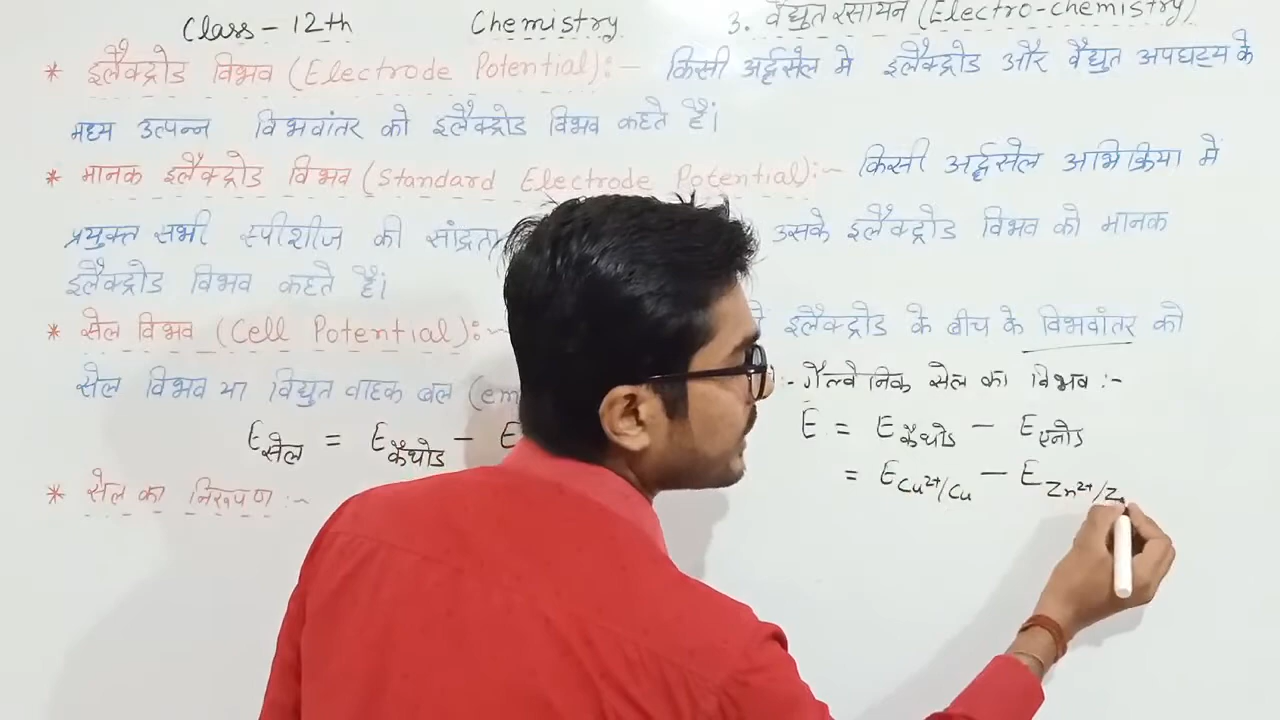 Class - 12th Chemistry 3. वैद्युत रसायन (Electro-chemistry)
* इलैक्ट्रोड विभव (Electrode Potential):- किसी अर्द्धसेल मे इलैक्ट्रोड और वैद्युत अपघट्य के
मध्य उत्पन्न विभवांतर को इलैक्ट्रोड विभव कहते हैं।
* मानक इलैक्ट्रोड विभव (Standard Electrode Potential):- किसी अर्द्धसेल अभिक्रिया में
प्रयुक्त सभी स्पीशीज की सांद्रता उसके इलैक्ट्रोड विभव को मानक
इलैक्ट्रोड विभव कहते हैं।
* सेल विभव (Cell Potential):- इलैक्ट्रोड के बीच के विभवांतर को
सेल विभव या विद्युत वाहक बल (em :- गैल्वेनिक सेल का विभव :-
E सेल = E कैथोड - E
E = E कैथोड - E एनोड
= E Cu²⁺/Cu - E Zn²⁺/Z
* सेल का निरूपण :-